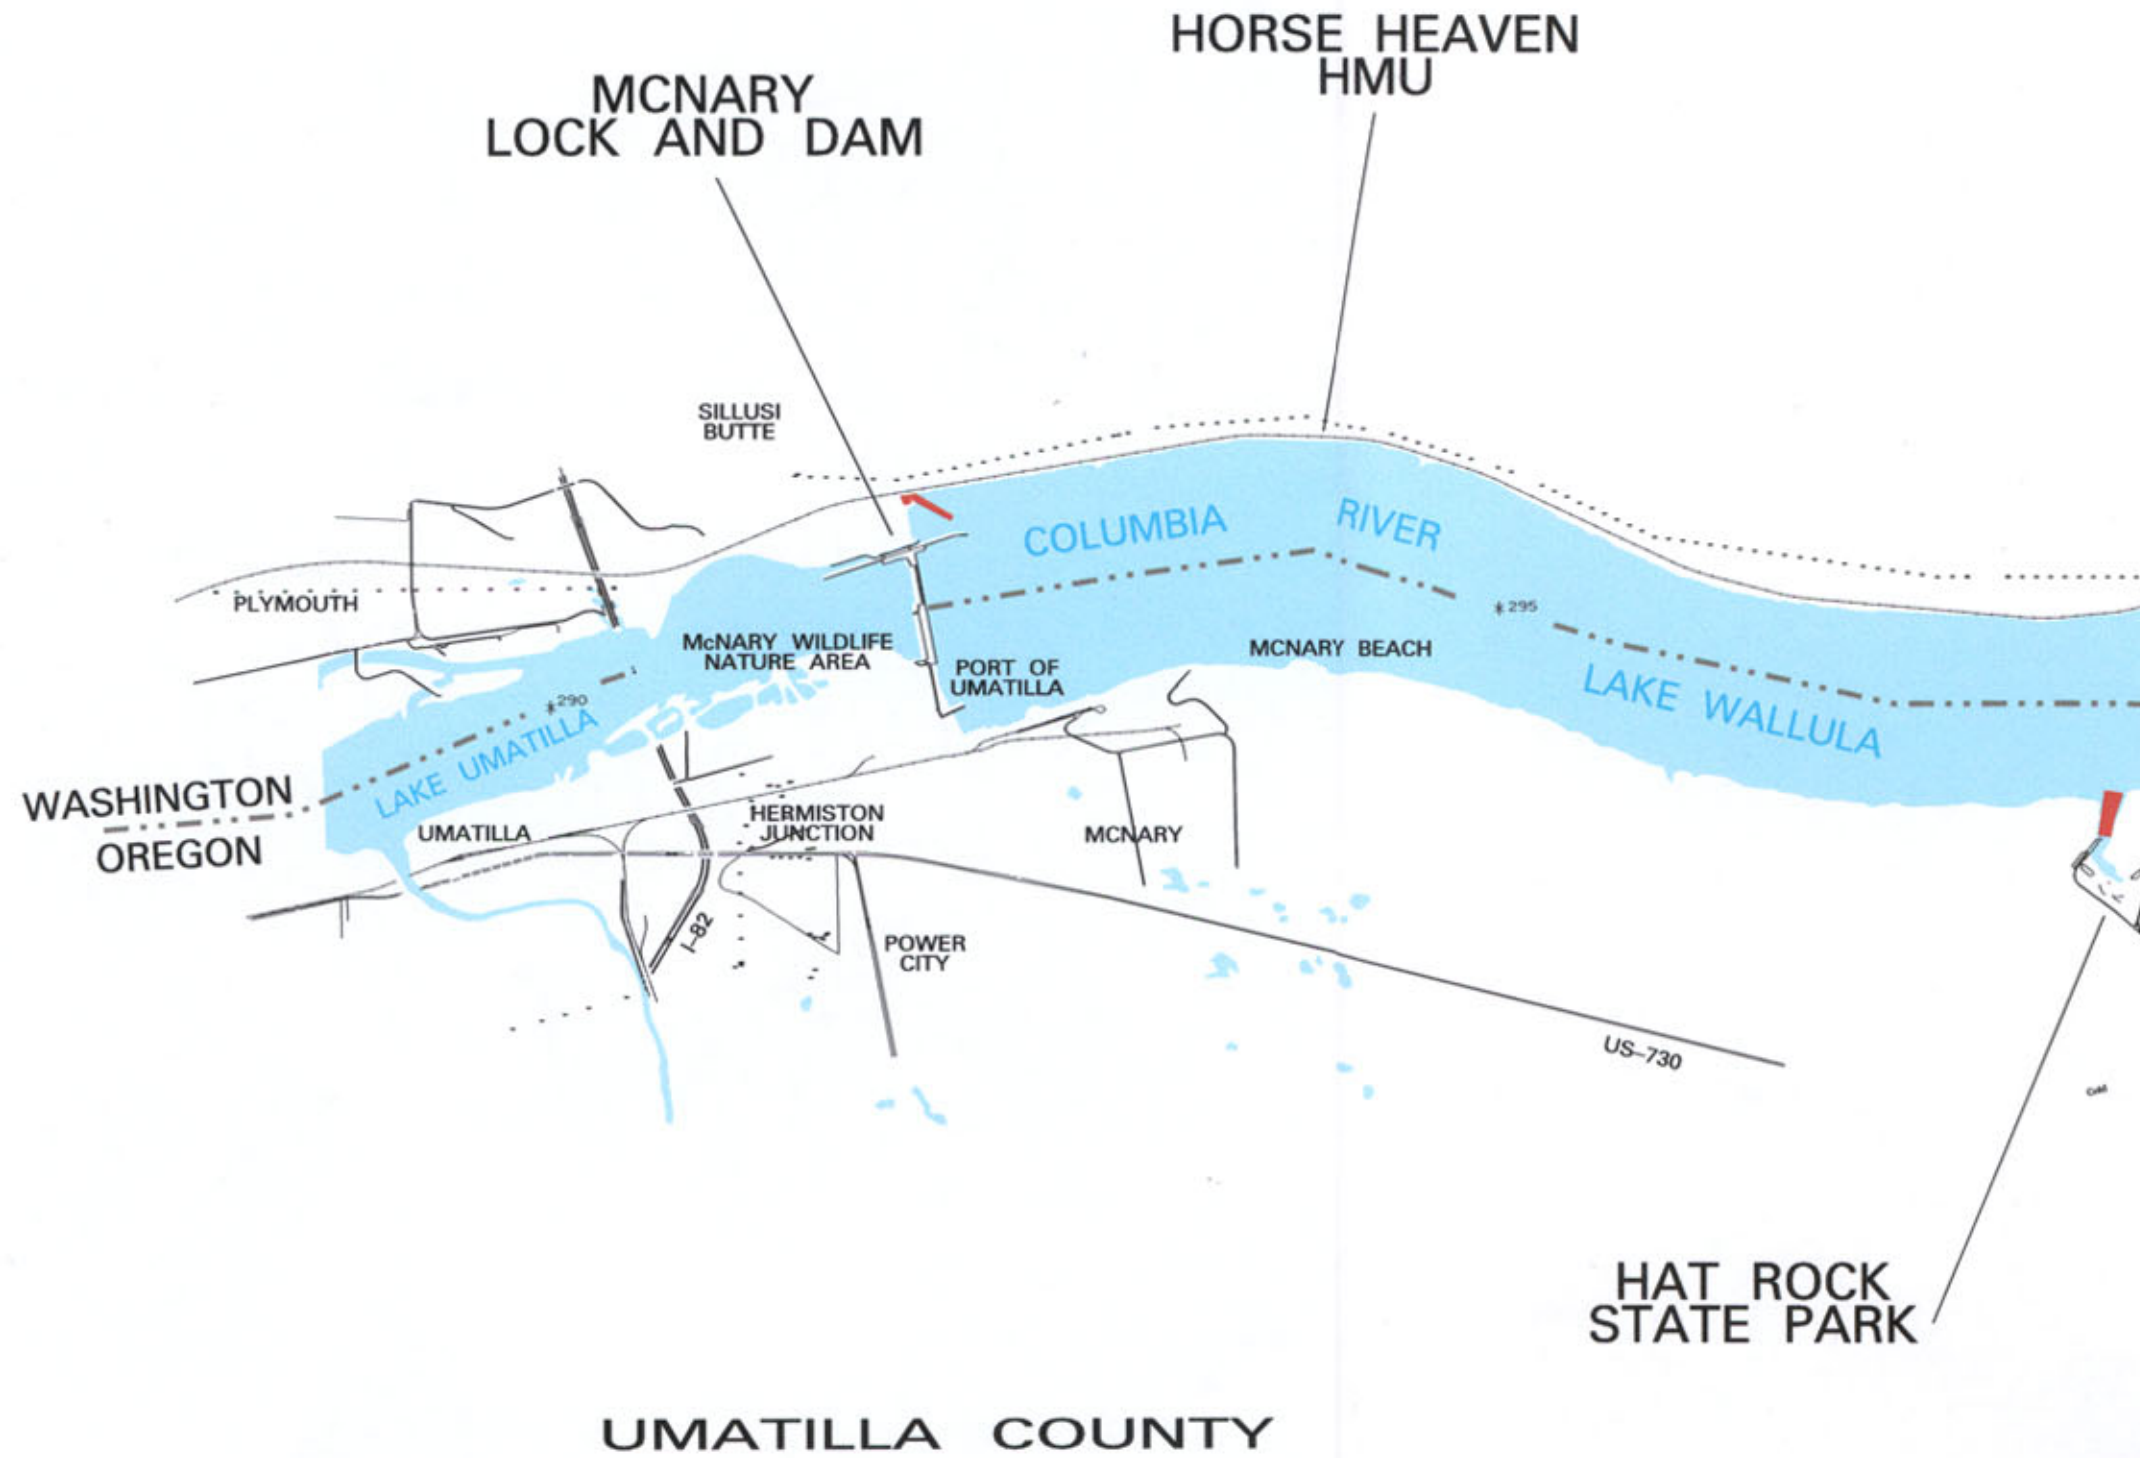 HORSE HEAVEN
HMU
MCNARY
LOCK AND DAM
SILLUSI
BUTTE
COLUMBIA RIVER
PLYMOUTH
295
McNARY WILDLIFE
NATURE AREA
MCNARY BEACH
PORT OF
UMATILLA
290
LAKE WALLULA
LAKE UMATILLA
WASHINGTON
OREGON
UMATILLA
HERMISTON
JUNCTION
MCNARY
I-82
POWER
CITY
US-730
Cold
HAT ROCK
STATE PARK
UMATILLA COUNTY